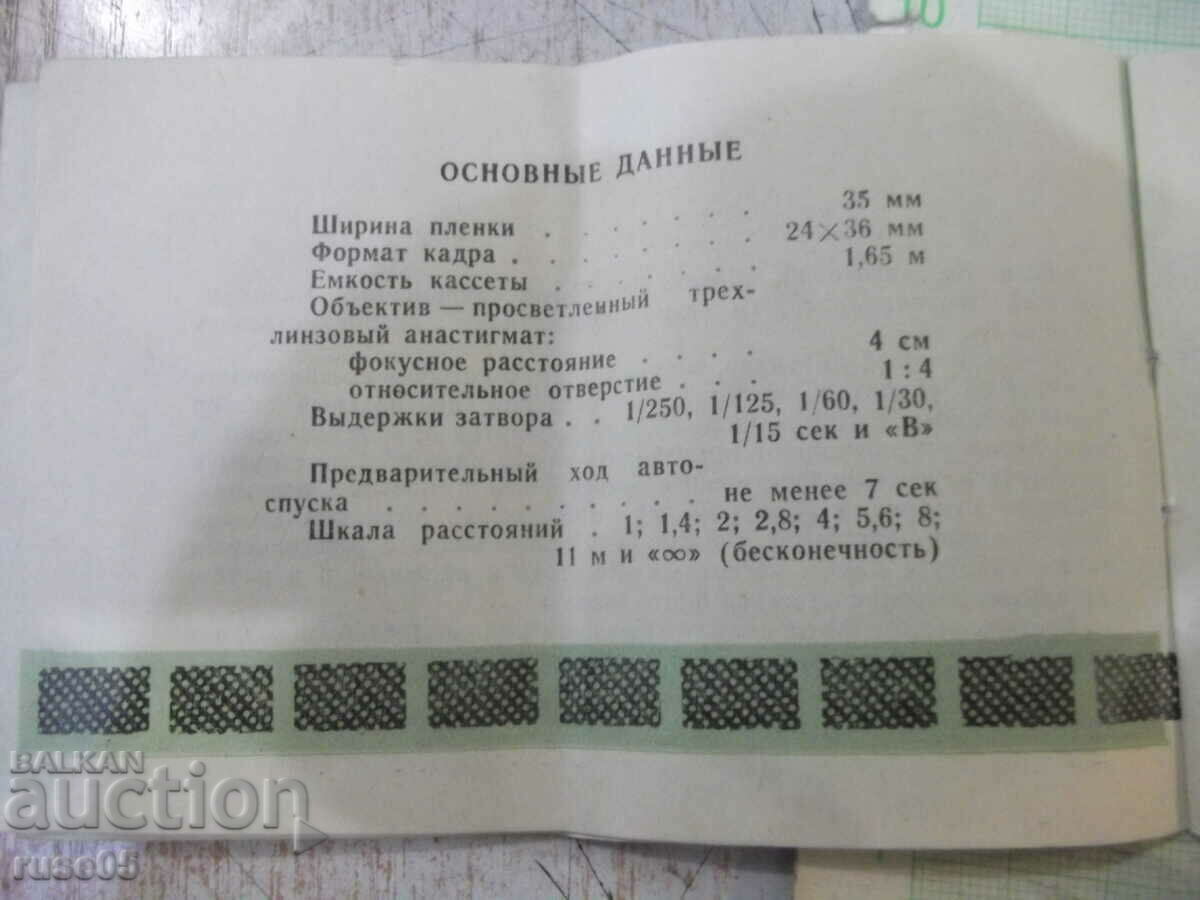 10
ОСНОВНЫЕ ДАННЫЕ
Ширина пленки . . . . . . 35 мм
Формат кадра . . . . . . 24×36 мм
Емкость кассеты . . . . . . 1,65 м
Объектив — просветленный трех-
линзовый анастигмат:
фокусное расстояние . . . . 4 см
относительное отверстие . . . 1 : 4
Выдержки затвора . . 1/250, 1/125, 1/60, 1/30,
1/15 сек и «В»
Предварительный ход авто-
спуска . . . . . . . . . . . не менее 7 сек
Шкала расстояний . 1; 1,4; 2; 2,8; 4; 5,6; 8;
11 м и «∞» (бесконечность)
BALKAN
auction
ruse05